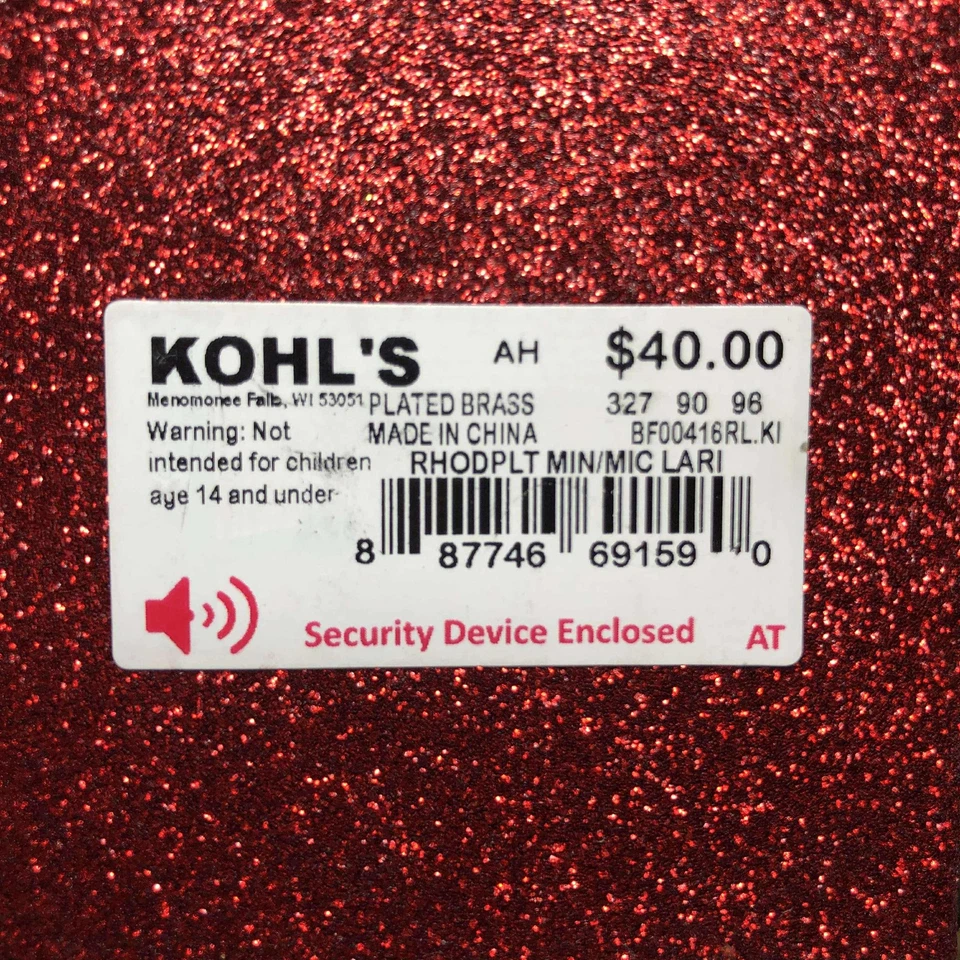 KOHL'S AH $40.00
Menomonee Falls, WI 53051 PLATED BRASS 327 90 96
Warning: Not MADE IN CHINA BF00416RL.KI
intended for children RHODPLT MIN/MIC LARI
age 14 and under
8 87746 69159 0
Security Device Enclosed AT